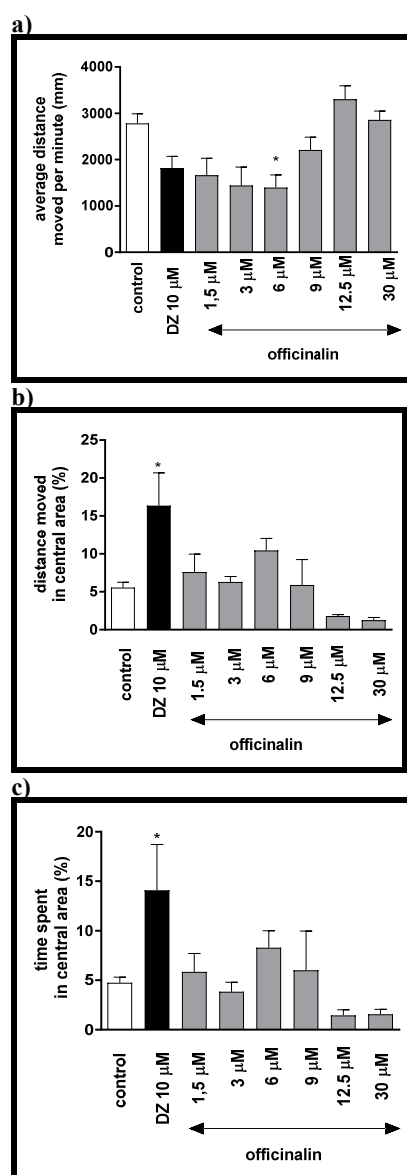 a)
average distance
moved per minute (mm)
4000
3000
2000
1000
0
*
control
DZ 10 μM
1,5 μM
3 μM
6 μM
9 μM
12.5 μM
30 μM
officinalin
b)
distance moved
in central area (%)
25
20
15
10
5
0
*
control
DZ 10 μM
1.5 μM
3 μM
6 μM
9 μM
12.5 μM
30 μM
officinalin
c)
time spent
in central area (%)
20
15
10
5
0
*
control
DZ 10 μM
1,5 μM
3 μM
6 μM
9 μM
12.5 μM
30 μM
officinalin